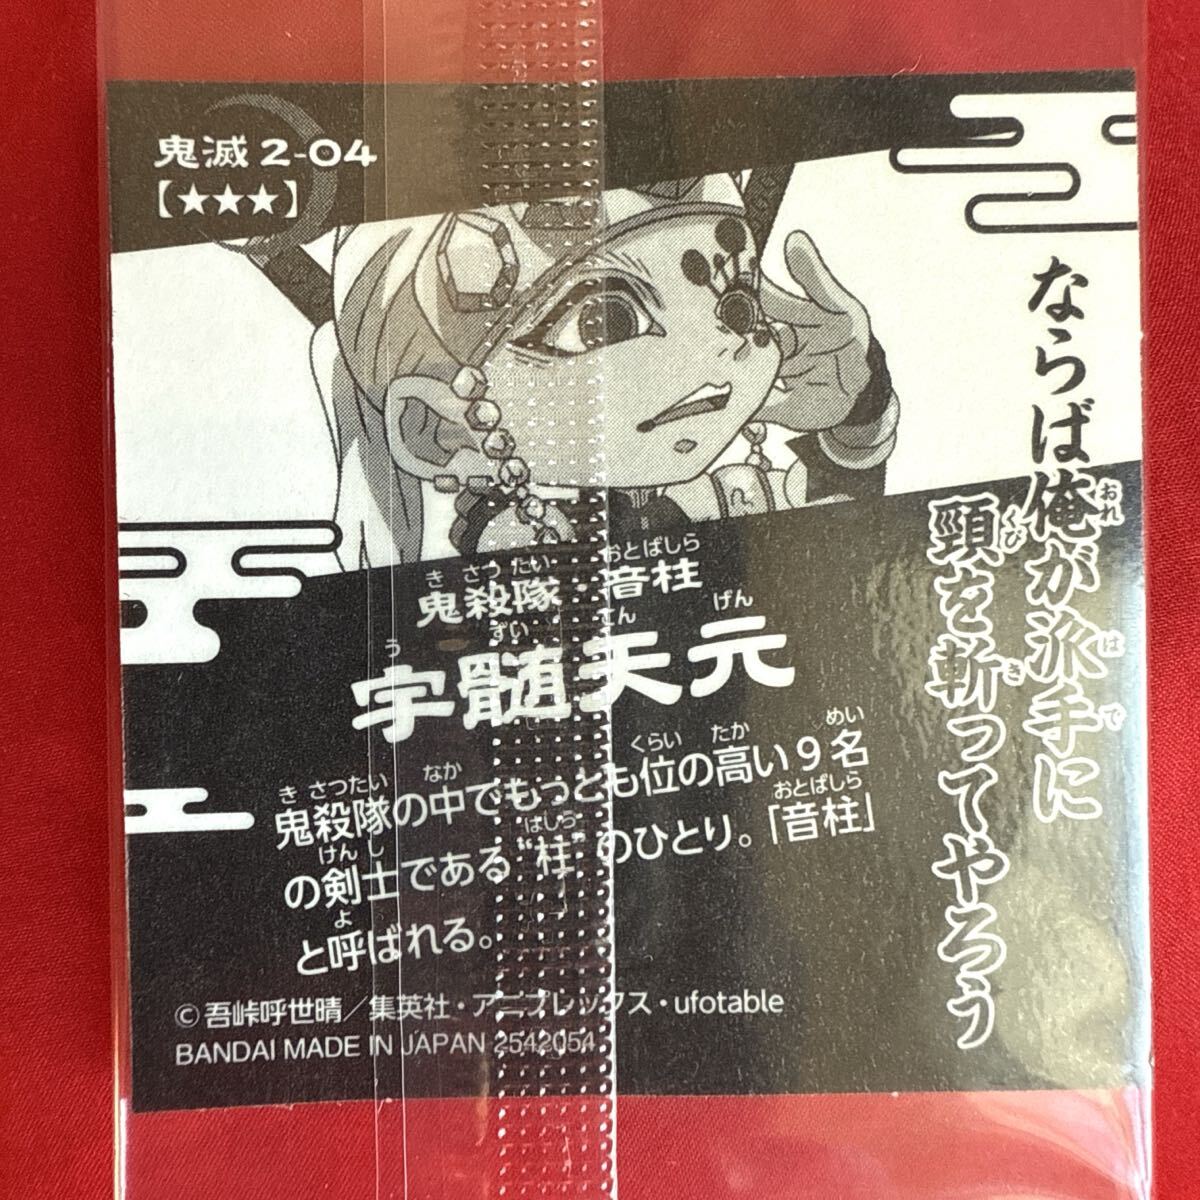 鬼滅 2-04
【★★★】
ならば俺が派手に
頸を斬ってやろう
鬼殺隊・音柱
宇髄天元
鬼殺隊の中でもっとも位の高い9名
の剣士である“柱”のひとり。「音柱」
と呼ばれる。
©吾峠呼世晴/集英社・アニプレックス・ufotable
BANDAI MADE IN JAPAN 2542054